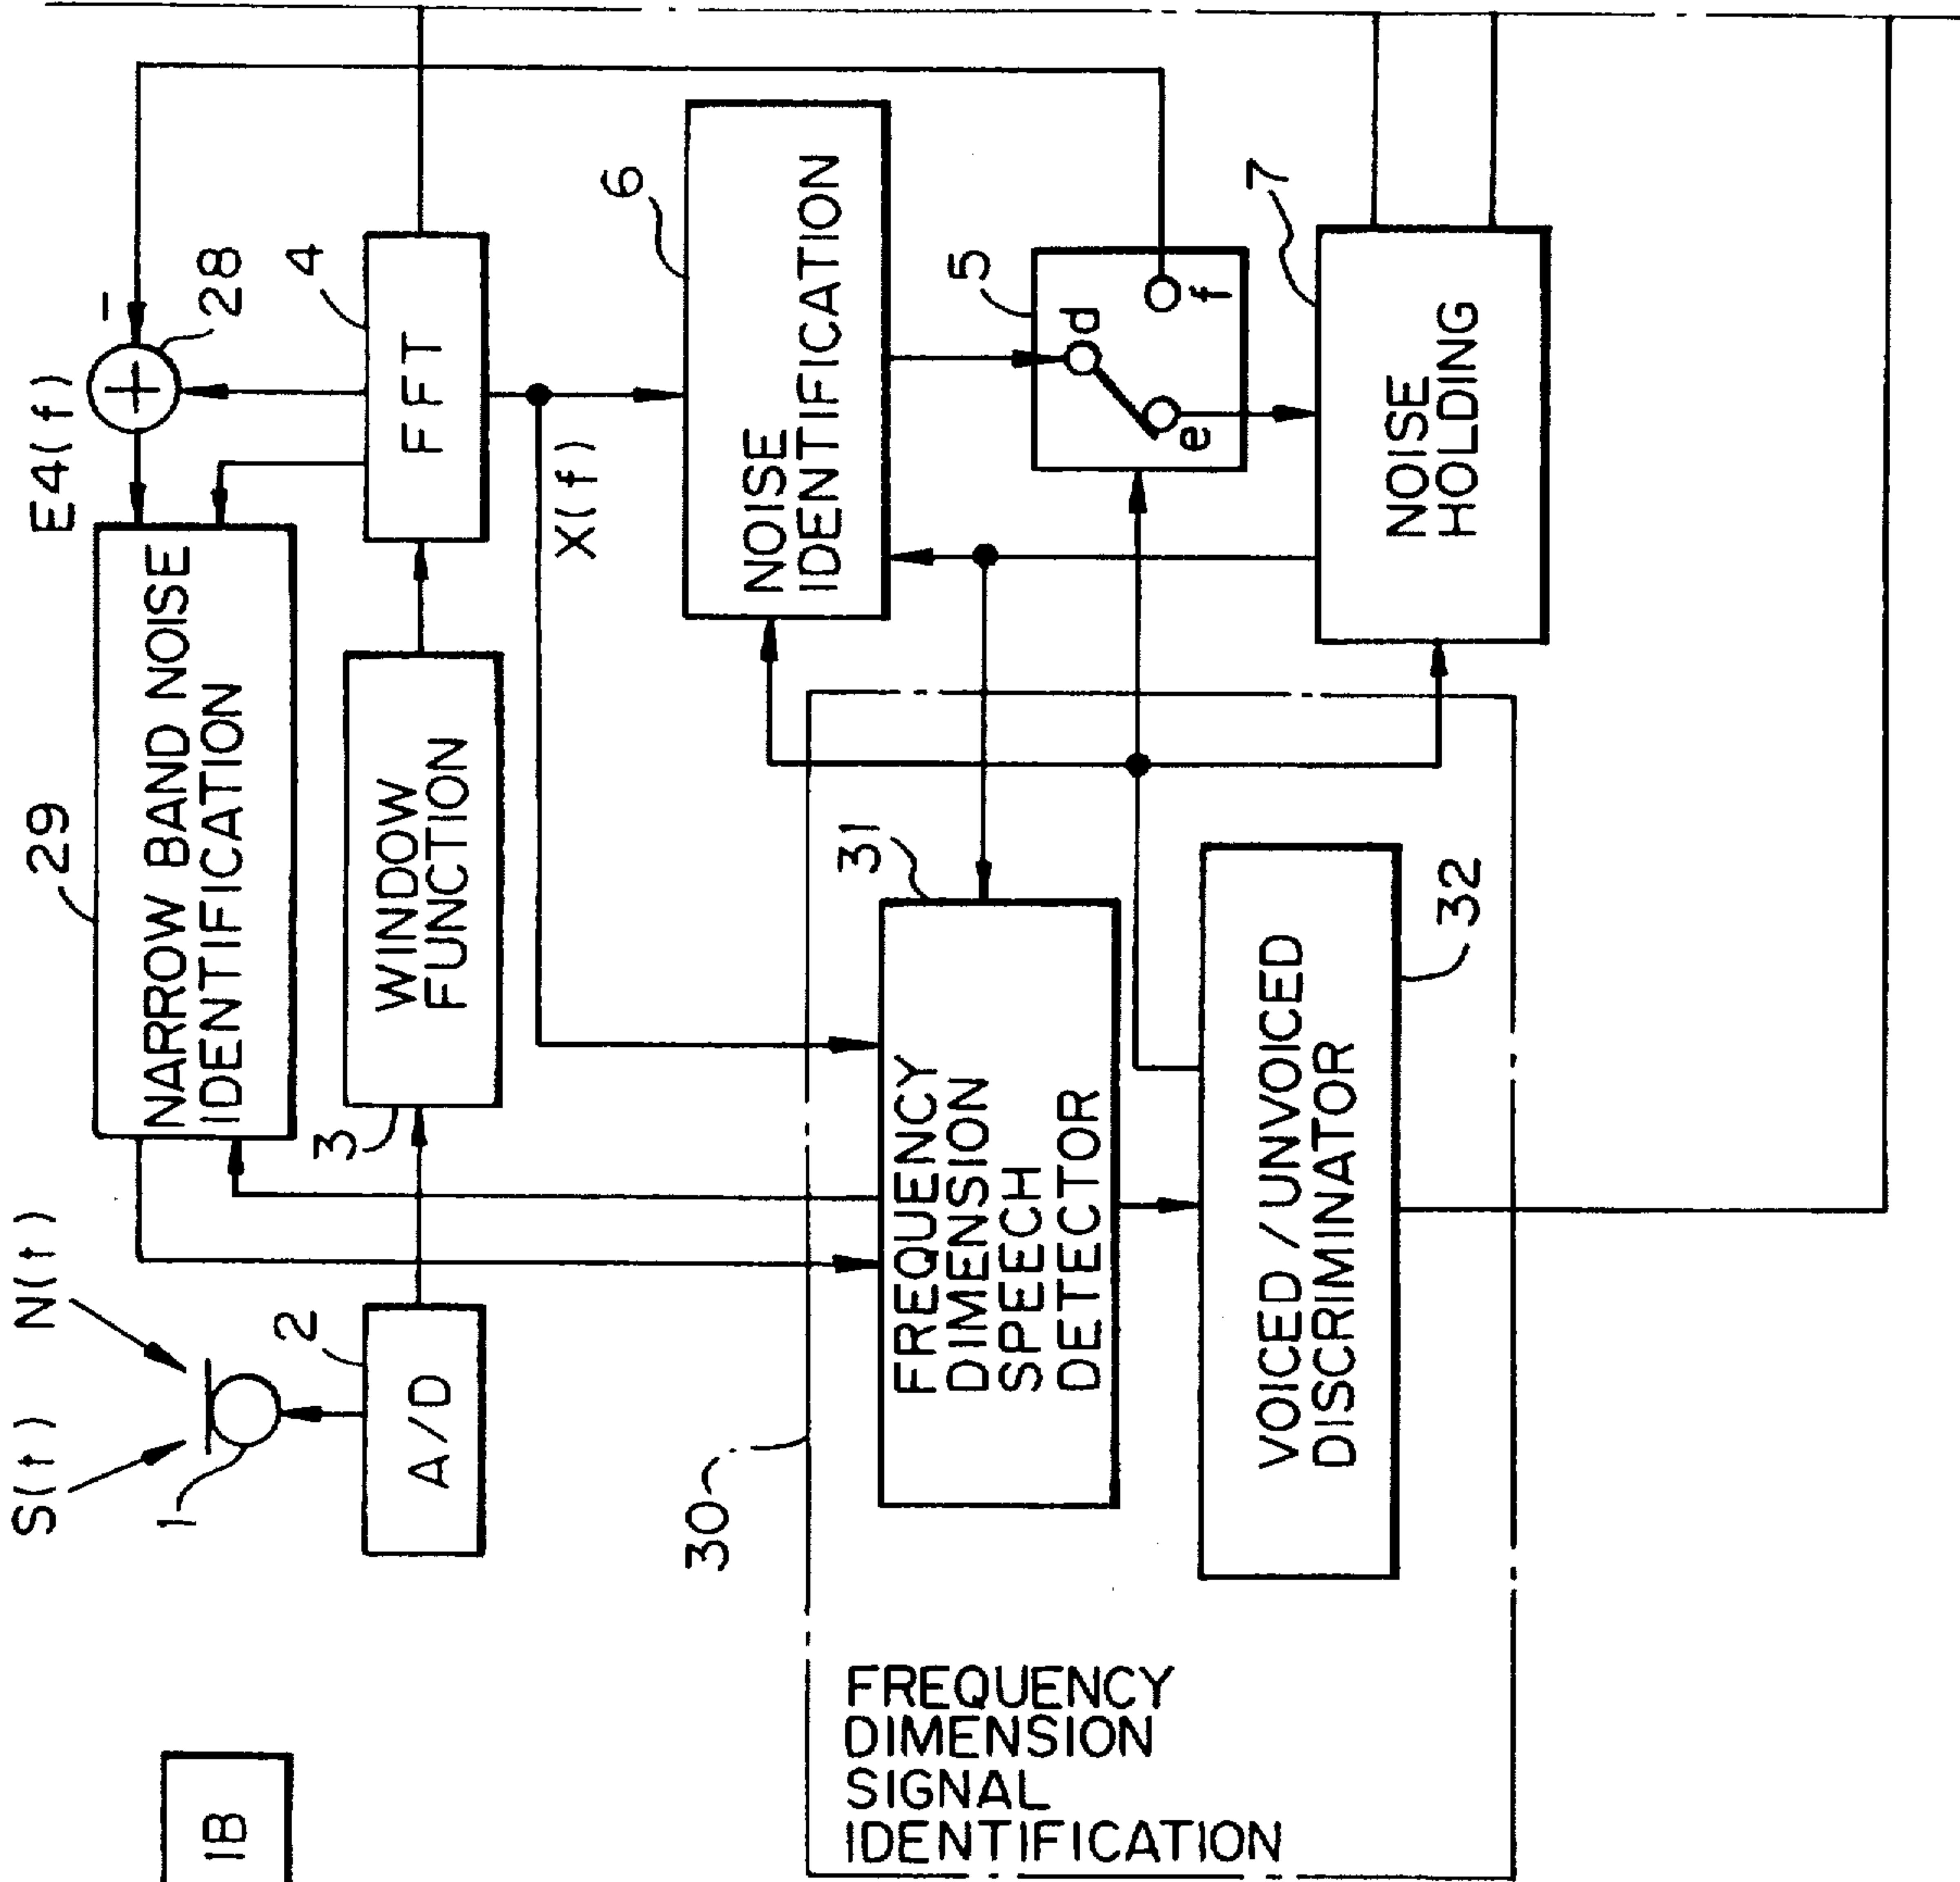 1B
S(t)
N(t)
1
2
A/D
29
NARROW BAND NOISE
IDENTIFICATION
E4(f)
−
28
3
WINDOW
FUNCTION
4
FFT
X(f)
6
NOISE
IDENTIFICATION
5
d
e
f
7
NOISE
HOLDING
30
31
FREQUENCY
DIMENSION
SPEECH
DETECTOR
32
VOICED / UNVOICED
DISCRIMINATOR
FREQUENCY
DIMENSION
SIGNAL
IDENTIFICATION